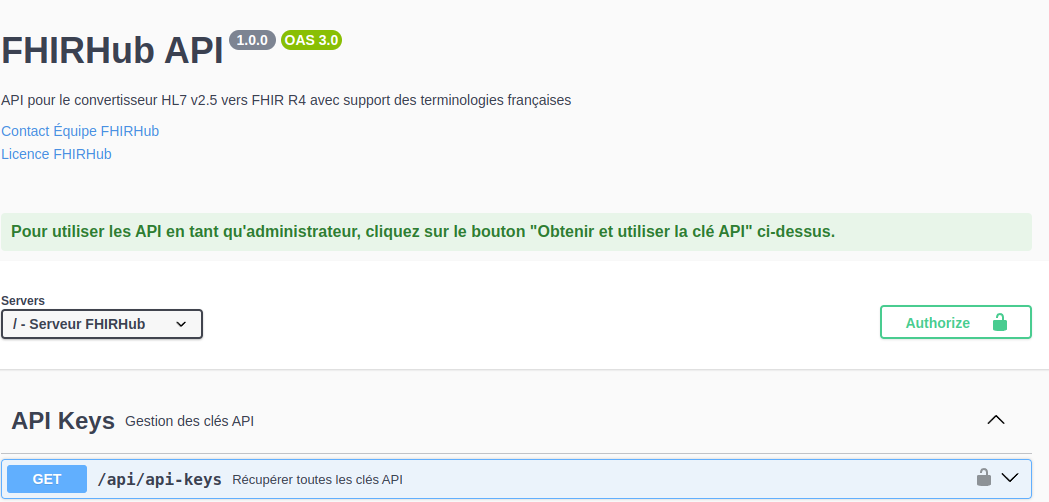 FHIRHub API 1.0.0 OAS 3.0
API pour le convertisseur HL7 v2.5 vers FHIR R4 avec support des terminologies françaises
Contact Équipe FHIRHub
Licence FHIRHub
Pour utiliser les API en tant qu'administrateur, cliquez sur le bouton "Obtenir et utiliser la clé API" ci-dessus.
Servers
/ - Serveur FHIRHub
Authorize
API Keys Gestion des clés API
GET /api/api-keys Récupérer toutes les clés API